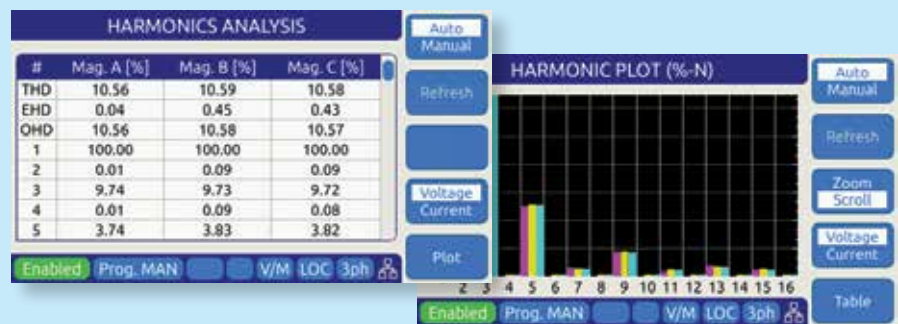 HARMONICS ANALYSIS
Auto
Manual
# Mag. A [%] Mag. B [%] Mag. C [%]
THD 10.56 10.59 10.58
EHD 0.04 0.45 0.43
OHD 10.56 10.58 10.57
1 100.00 100.00 100.00
2 0.01 0.09 0.09
3 9.74 9.73 9.72
4 0.01 0.09 0.08
5 3.74 3.83 3.82
Refresh
Voltage
Current
Plot
Enabled Prog. MAN V/M LOC 3ph
HARMONIC PLOT (%-N)
Auto
Manual
Refresh
Zoom
Scroll
Voltage
Current
Table
2 3 4 5 6 7 8 9 10 11 12 13 14 15 16
Enabled Prog. MAN V/M LOC 3ph